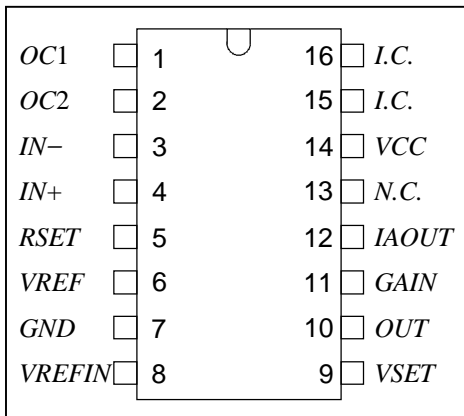 OC1 1 16 I.C.
OC2 2 15 I.C.
IN− 3 14 VCC
IN+ 4 13 N.C.
RSET 5 12 IAOUT
VREF 6 11 GAIN
GND 7 10 OUT
VREFIN 8 9 VSET